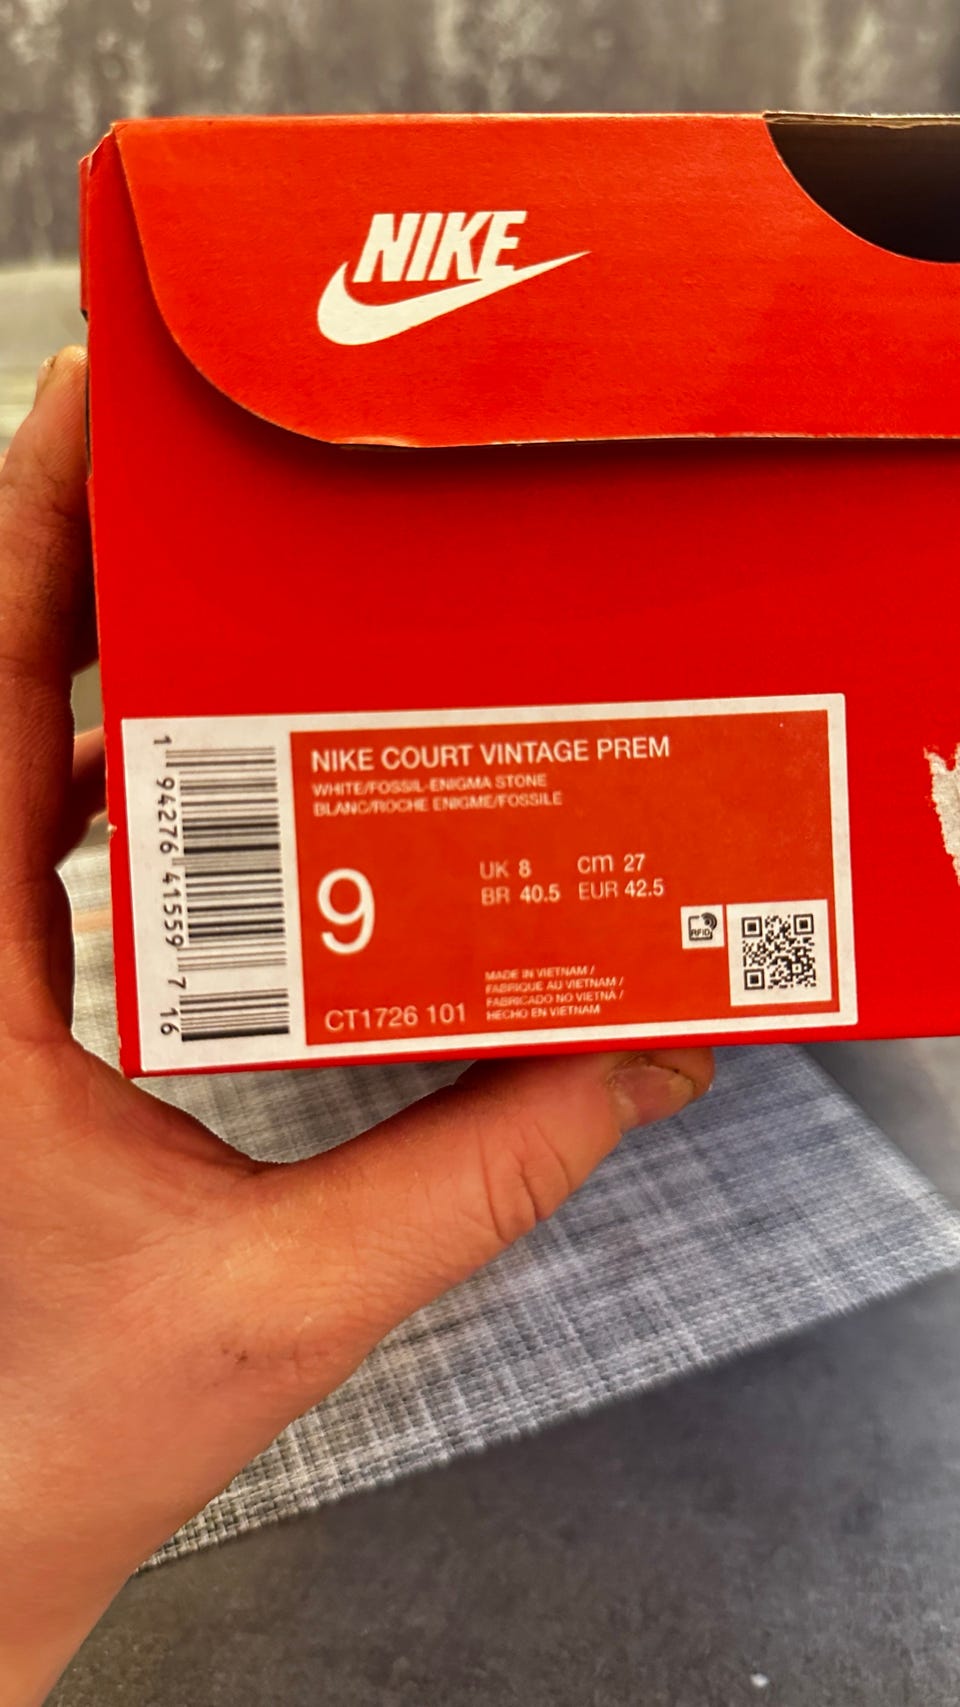 NIKE
NIKE COURT VINTAGE PREM
WHITE/FOSSIL-ENIGMA STONE
BLANC/ROCHE ENIGME/FOSSILE
9
UK 8 cm 27
BR 40.5 EUR 42.5
RFID
MADE IN VIETNAM /
FABRIQUE AU VIETNAM /
FABRICADO NO VIETNÃ /
HECHO EN VIETNAM
CT1726 101
1 94276 41559 7 16